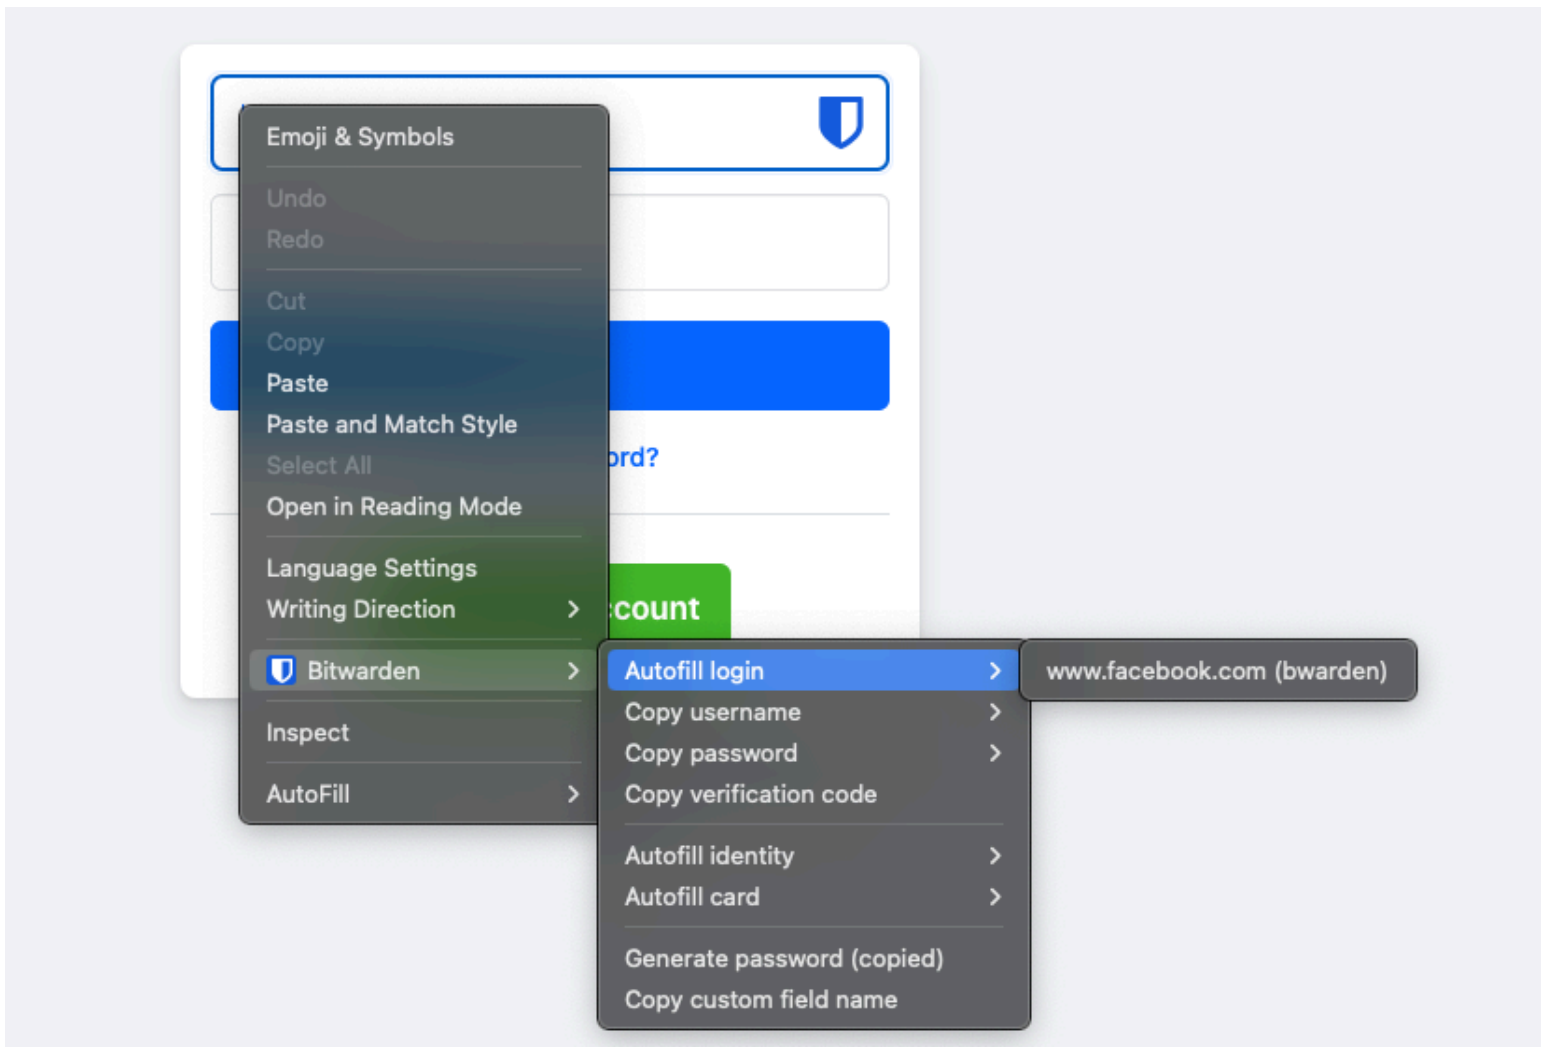 Emoji & Symbols
Undo
Redo
Cut
Copy
Paste
Paste and Match Style
Select All
ord?
Open in Reading Mode
Language Settings
Writing Direction
ccount
Bitwarden
Autofill login
www.facebook.com (bwarden)
Copy username
Inspect
Copy password
AutoFill
Copy verification code
Autofill identity
Autofill card
Generate password (copied)
Copy custom field name